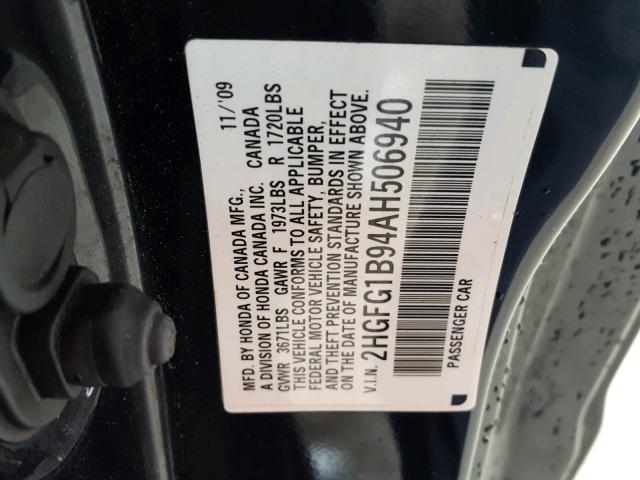 MFD. BY HONDA OF CANADA MFG., 11/'09
A DIVISION OF HONDA CANADA INC. CANADA
GVWR 3671LBS GAWR F 1973LBS R 1720LBS
THIS VEHICLE CONFORMS TO ALL APPLICABLE
FEDERAL MOTOR VEHICLE SAFETY, BUMPER,
AND THEFT PREVENTION STANDARDS IN EFFECT
ON THE DATE OF MANUFACTURE SHOWN ABOVE.
V.I.N. 2HGFG1B94AH506940
PASSENGER CAR